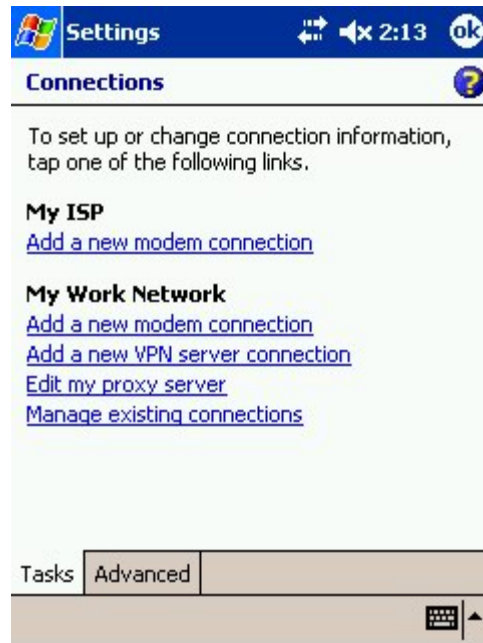 Settings 2:13 ok
Connections
To set up or change connection information,
tap one of the following links.
My ISP
Add a new modem connection
My Work Network
Add a new modem connection
Add a new VPN server connection
Edit my proxy server
Manage existing connections
Tasks Advanced